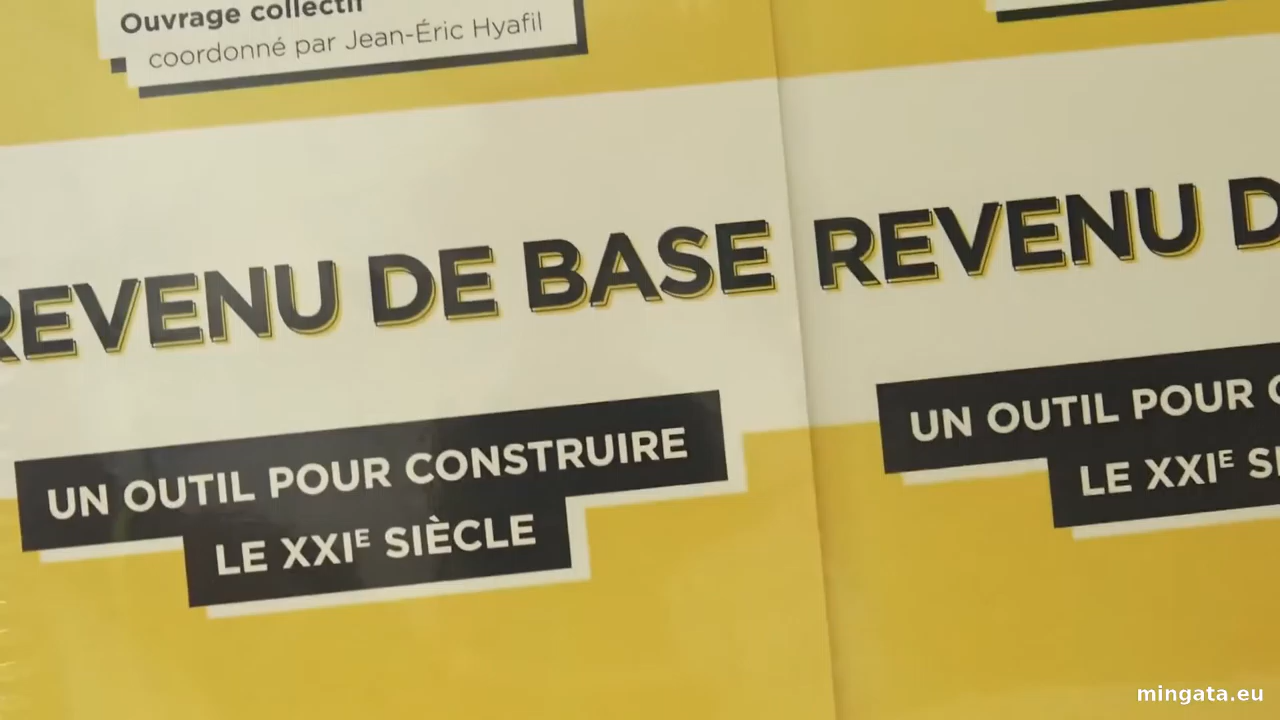 Ouvrage collectif
coordonné par Jean-Éric Hyafil
REVENU DE BASE
UN OUTIL POUR CONSTRUIRE
LE XXIᴱ SIÈCLE
REVENU
UN OUTIL POUR
LE XXIᴱ
mingata.eu